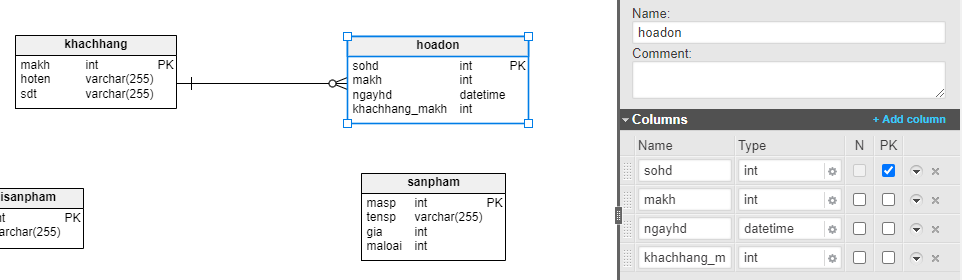 khachhang
makh int PK
hoten varchar(255)
sdt varchar(255)
hoadon
sohd int PK
makh int
ngayhd datetime
khachhang_makh int
isanpham
nt PK
archar(255)
sanpham
masp int PK
tensp varchar(255)
gia int
maloai int
Name:
hoadon
Comment:
Columns
+ Add column
Name Type N PK
sohd int
makh int
ngayhd datetime
khachhang_m int